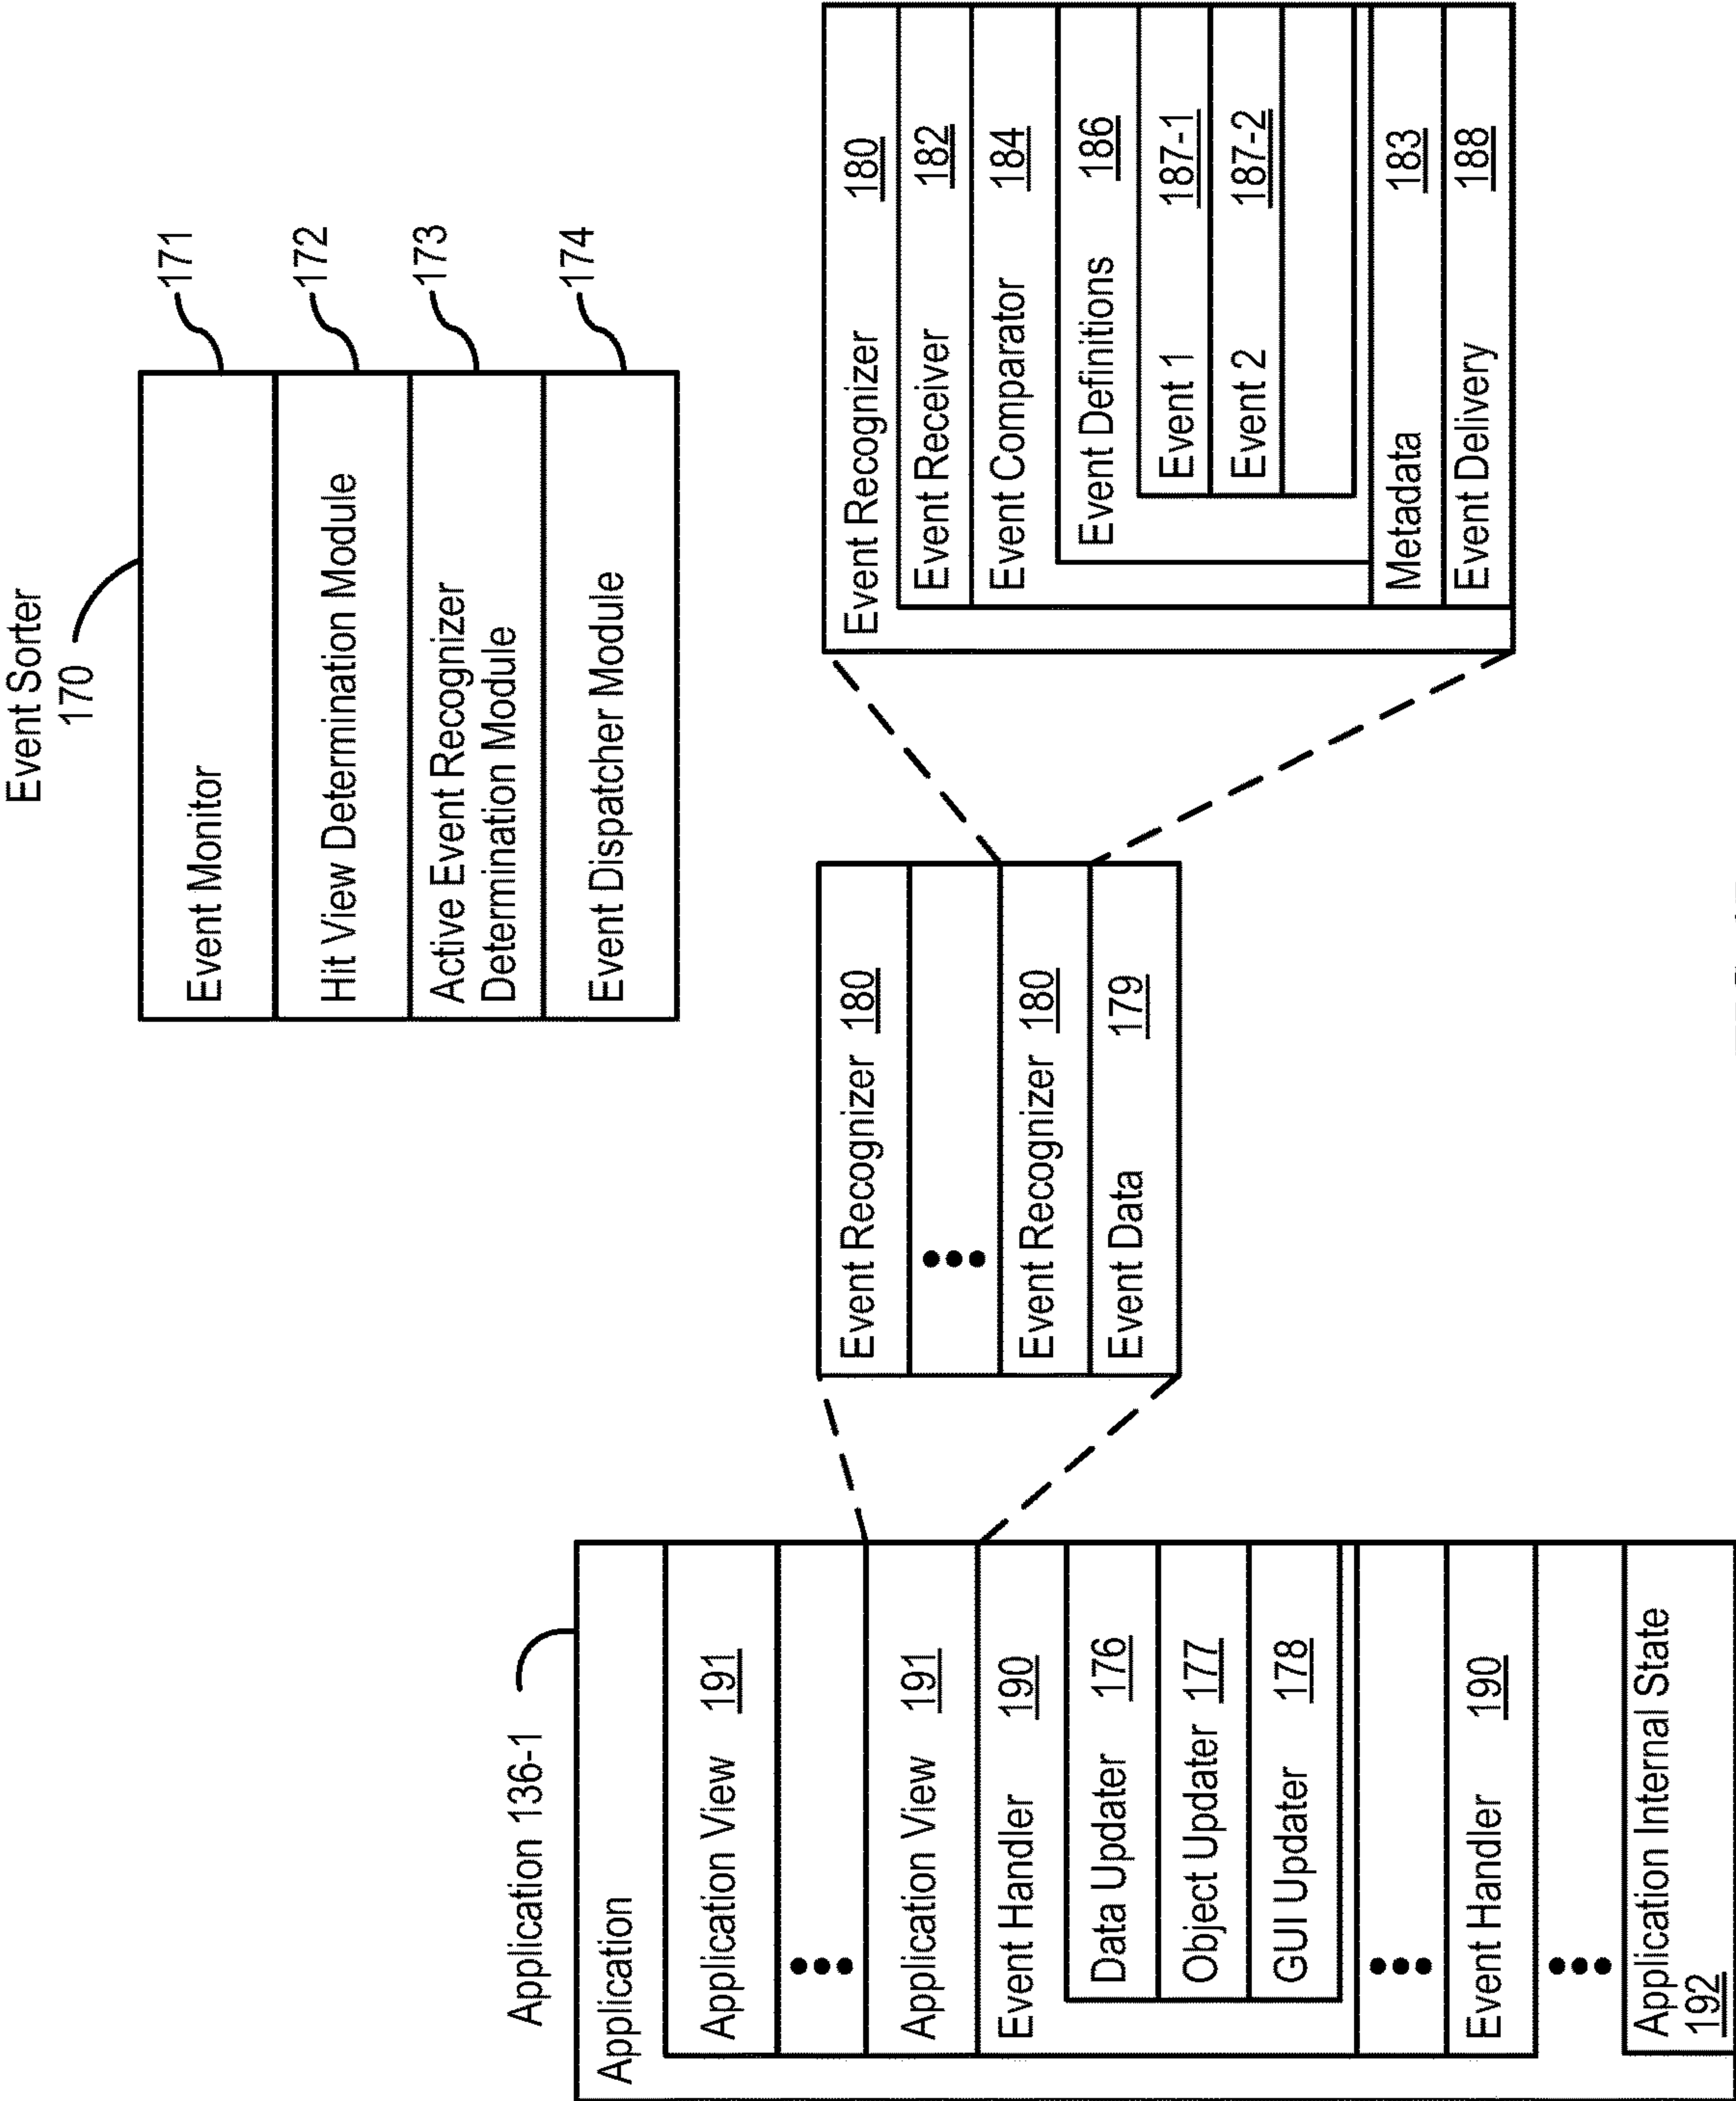 Event Sorter
170
Event Monitor
171
Hit View Determination Module
172
Active Event Recognizer
Determination Module
173
Event Dispatcher Module
174
Application 136-1
Application
Application View 191
•••
Application View 191
Event Handler 190
Data Updater 176
Object Updater 177
GUI Updater 178
•••
Event Handler 190
•••
Application Internal State
192
Event Recognizer 180
•••
Event Recognizer 180
Event Data 179
Event Recognizer 180
Event Receiver 182
Event Comparator 184
Event Definitions 186
Event 1 187-1
Event 2 187-2
Metadata 183
Event Delivery 188